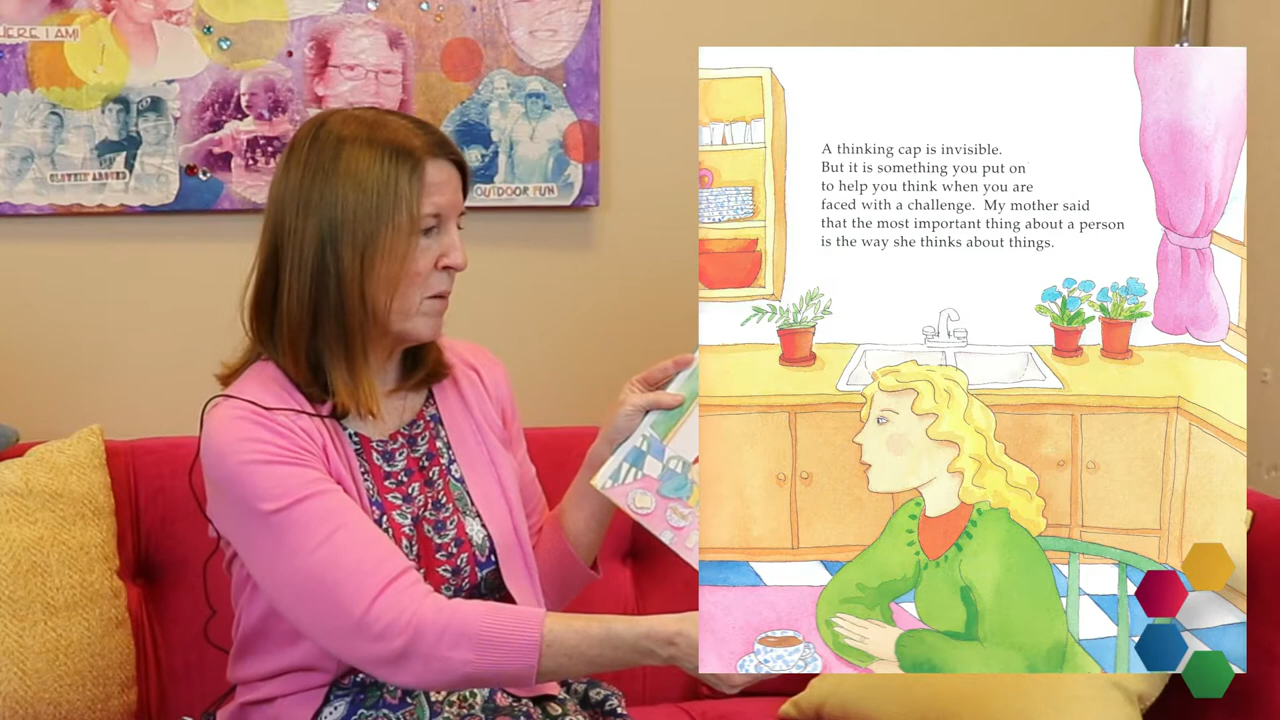 HERE I AM!
CLOWNIN' AROUND
OUTDOOR FUN
A thinking cap is invisible.
But it is something you put on
to help you think when you are
faced with a challenge.  My mother said
that the most important thing about a person
is the way she thinks about things.